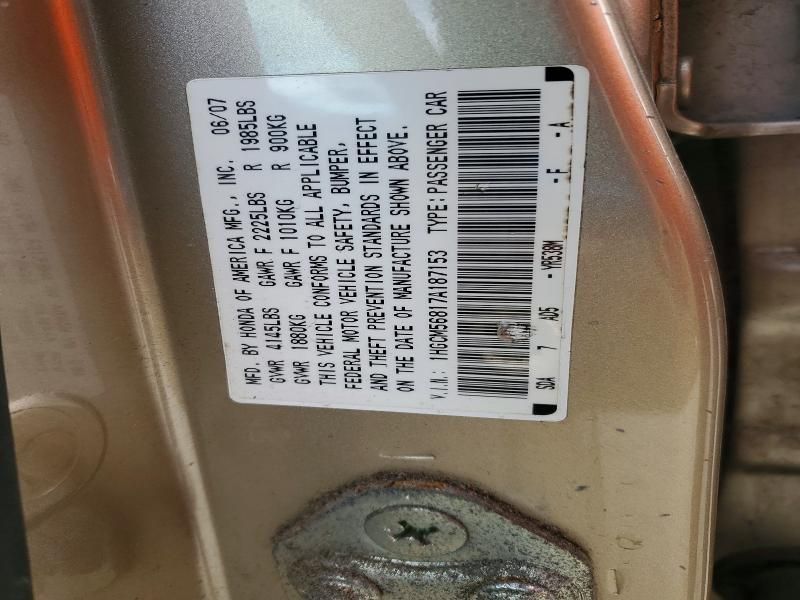 MFD. BY HONDA OF AMERICA MFG., INC. 06/07
GVWR 4145LBS GAWR F 2225LBS R 1985LBS
GVWR 1880KG GAWR F 1010KG R 900KG
THIS VEHICLE CONFORMS TO ALL APPLICABLE
FEDERAL MOTOR VEHICLE SAFETY, BUMPER,
AND THEFT PREVENTION STANDARDS IN EFFECT
ON THE DATE OF MANUFACTURE SHOWN ABOVE.
V.I.N.: 1HGCM56817A187153 TYPE: PASSENGER CAR
SDA 7 AD5 -YR538M -F -A